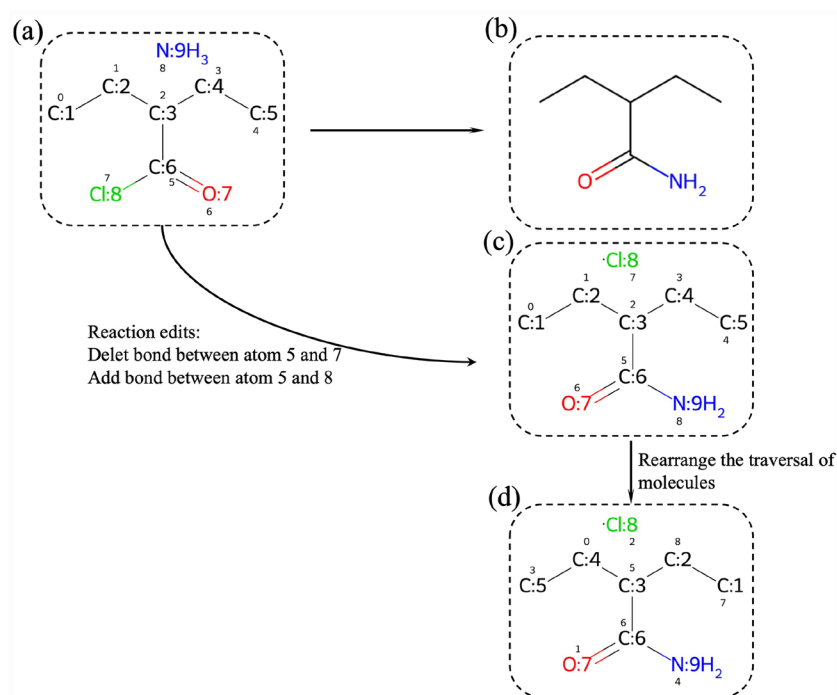 (a)
N:9H3
8
1
3
0
C:2
2
C:4
C:1
C:3
C:5
4
C:6
7
5
Cl:8
O:7
6
(b)
O
NH2
(c)
·Cl:8
1
7
3
0
C:2
2
C:4
C:1
C:3
C:5
4
5
C:6
6
O:7
N:9H2
8
Reaction edits:
Delet bond between atom 5 and 7
Add bond between atom 5 and 8
Rearrange the traversal of
molecules
(d)
·Cl:8
0
2
8
3
C:4
5
C:2
C:5
C:3
C:1
7
6
C:6
1
O:7
N:9H2
4